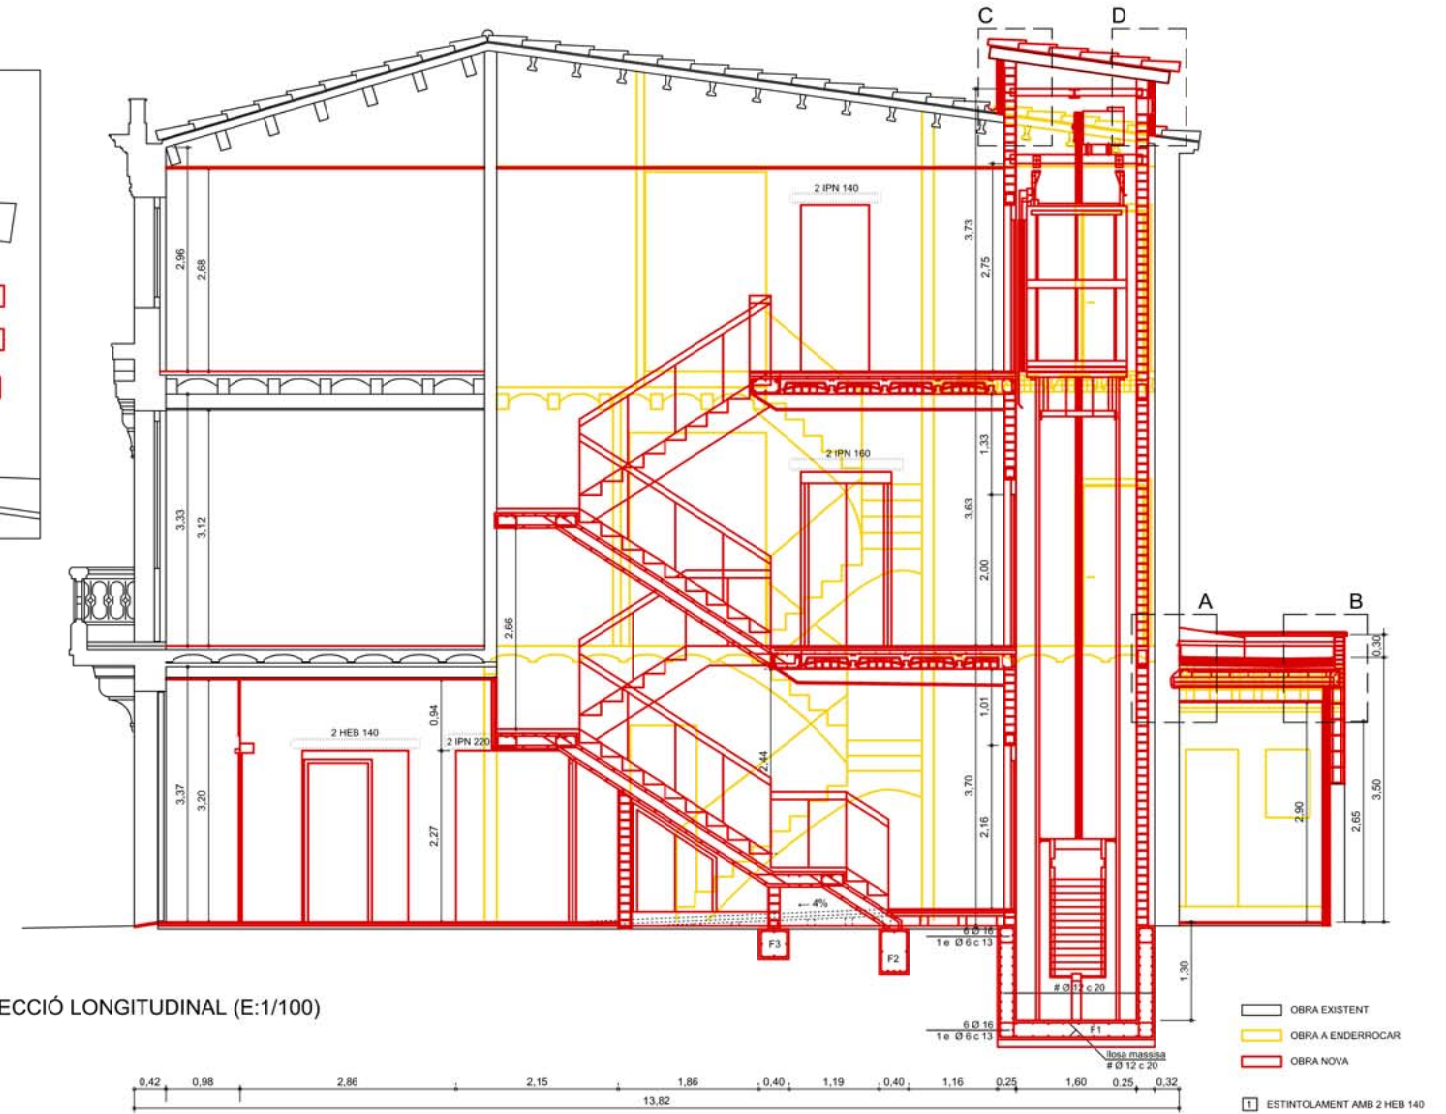 C
D
2 IPN 140
2,96
2,68
3,73
2,75
2 IPN 160
1,33
3,63
3,33
3,12
2,00
2,66
A
B
0,30
2 HEB 140
0,94
2 IPN 220
1,01
2,44
3,37
3,20
3,70
2,27
2,16
2,90
2,65
3,50
← 4%
F3
F2
6 Ø 16
1 e Ø 6 c 13
1,30
# Ø 12 c 20
ECCIÓ LONGITUDINAL (E:1/100)
6 Ø 16
1 e Ø 6 c 13
F1
llosa massissa
# Ø 12 c 20
OBRA EXISTENT
OBRA A ENDERROCAR
OBRA NOVA
0,42 0,98 2,86 2,15 1,86 0,40 1,19 0,40 1,16 0,25 1,60 0,25 0,32
13,82
1 ESTINTOLAMENT AMB 2 HEB 140